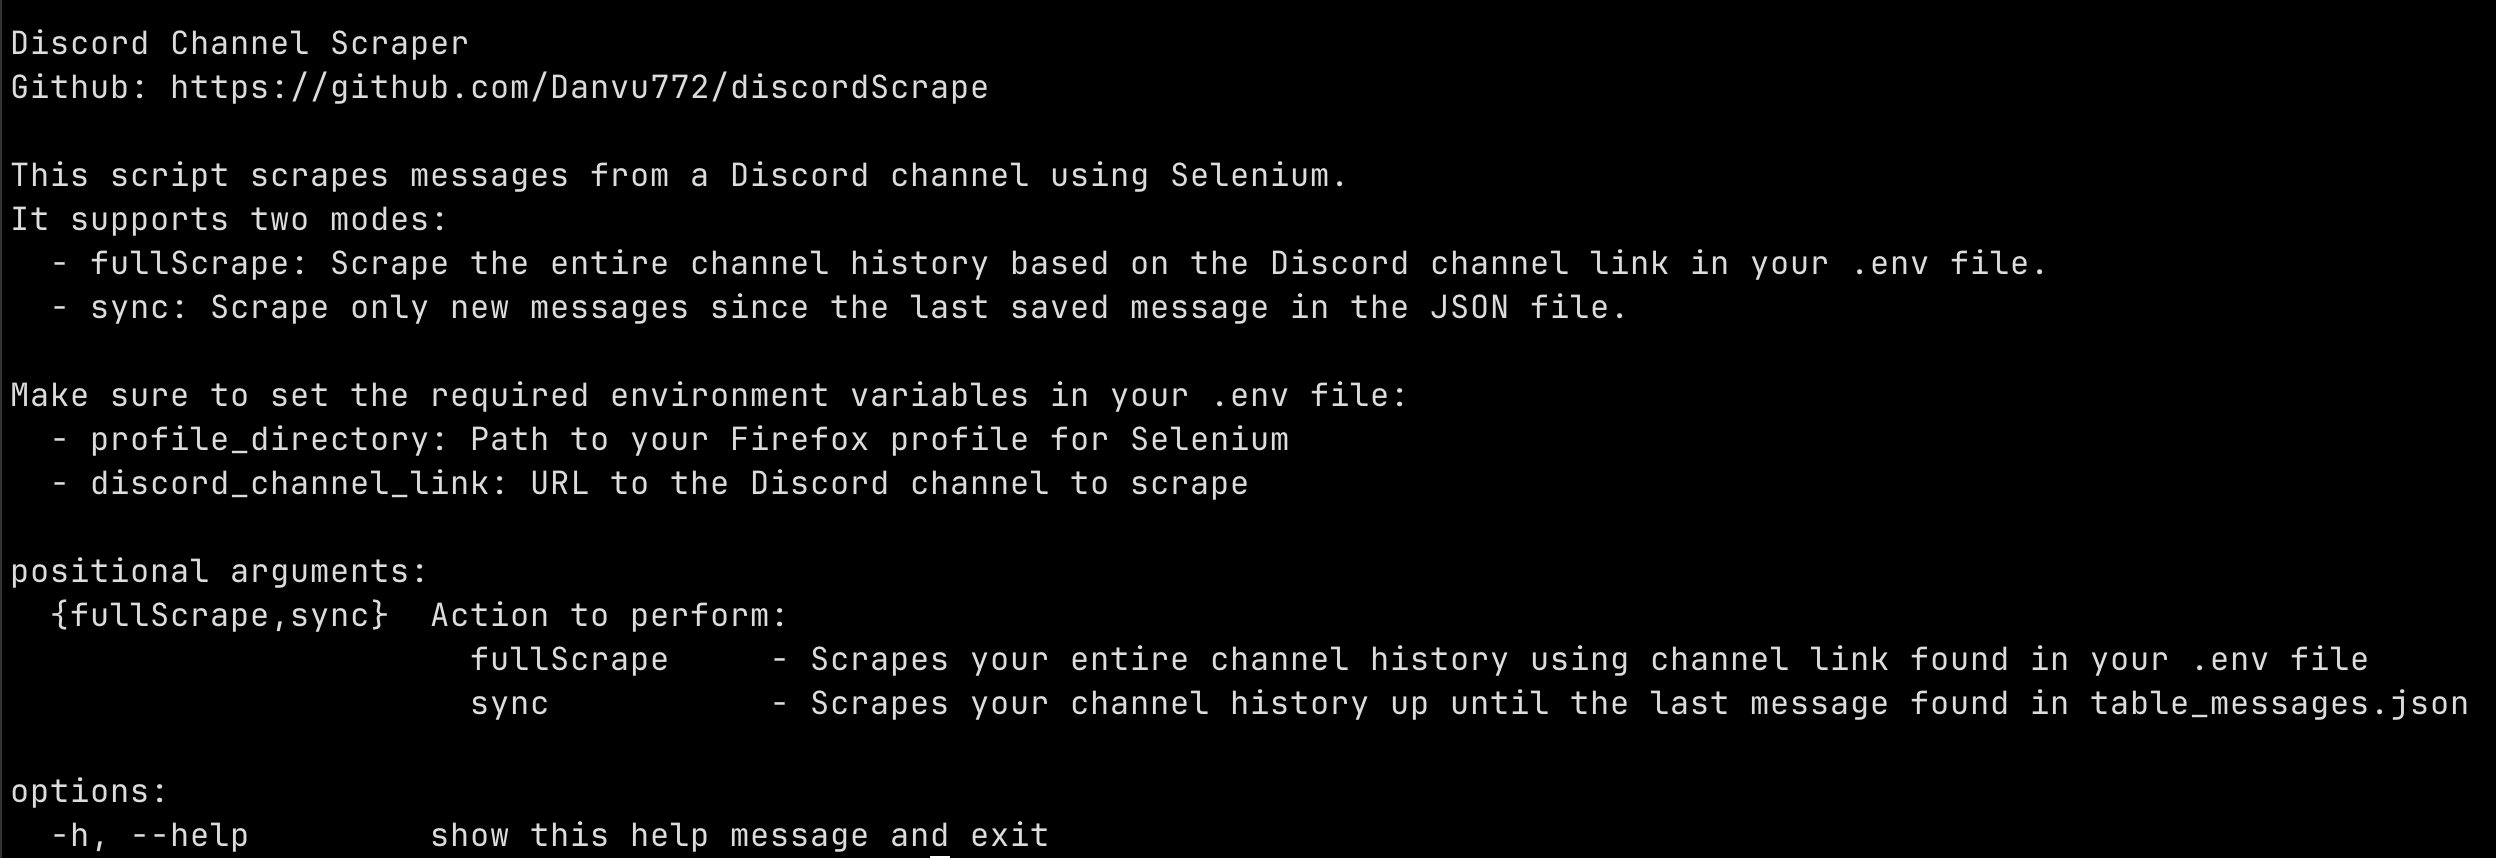 Discord Channel Scraper
Github: https://github.com/Danvu772/discordScrape
This script scrapes messages from a Discord channel using Selenium.
It supports two modes:
  - fullScrape: Scrape the entire channel history based on the Discord channel link in your .env file.
  - sync: Scrape only new messages since the last saved message in the JSON file.
Make sure to set the required environment variables in your .env file:
  - profile_directory: Path to your Firefox profile for Selenium
  - discord_channel_link: URL to the Discord channel to scrape
positional arguments:
  {fullScrape,sync}  Action to perform:
                       fullScrape     - Scrapes your entire channel history using channel link found in your .env file
                       sync           - Scrapes your channel history up until the last message found in table_messages.json
options:
  -h, --help         show this help message and exit